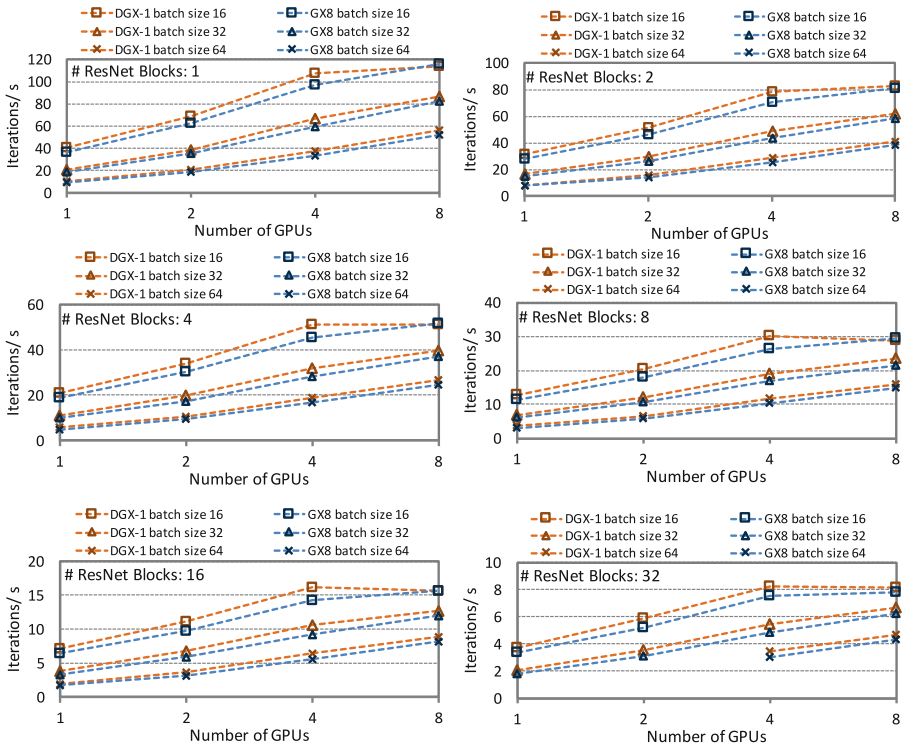 DGX-1 batch size 16 GX8 batch size 16
DGX-1 batch size 32 GX8 batch size 32
DGX-1 batch size 64 GX8 batch size 64
# ResNet Blocks: 1
Iterations/ s
120
100
80
60
40
20
0
1 2 4 8
Number of GPUs
DGX-1 batch size 16 GX8 batch size 16
DGX-1 batch size 32 GX8 batch size 32
DGX-1 batch size 64 GX8 batch size 64
# ResNet Blocks: 2
Iterations/ s
100
80
60
40
20
0
1 2 4 8
Number of GPUs
DGX-1 batch size 16 GX8 batch size 16
DGX-1 batch size 32 GX8 batch size 32
DGX-1 batch size 64 GX8 batch size 64
# ResNet Blocks: 4
Iterations/ s
60
40
20
0
1 2 4 8
Number of GPUs
DGX-1 batch size 16 GX8 batch size 16
DGX-1 batch size 32 GX8 batch size 32
DGX-1 batch size 64 GX8 batch size 64
# ResNet Blocks: 8
Iterations/ s
40
30
20
10
0
1 2 4 8
Number of GPUs
DGX-1 batch size 16 GX8 batch size 16
DGX-1 batch size 32 GX8 batch size 32
DGX-1 batch size 64 GX8 batch size 64
# ResNet Blocks: 16
Iterations/ s
20
15
10
5
0
1 2 4 8
Number of GPUs
DGX-1 batch size 16 GX8 batch size 16
DGX-1 batch size 32 GX8 batch size 32
DGX-1 batch size 64 GX8 batch size 64
# ResNet Blocks: 32
Iterations/ s
10
8
6
4
2
0
1 2 4 8
Number of GPUs